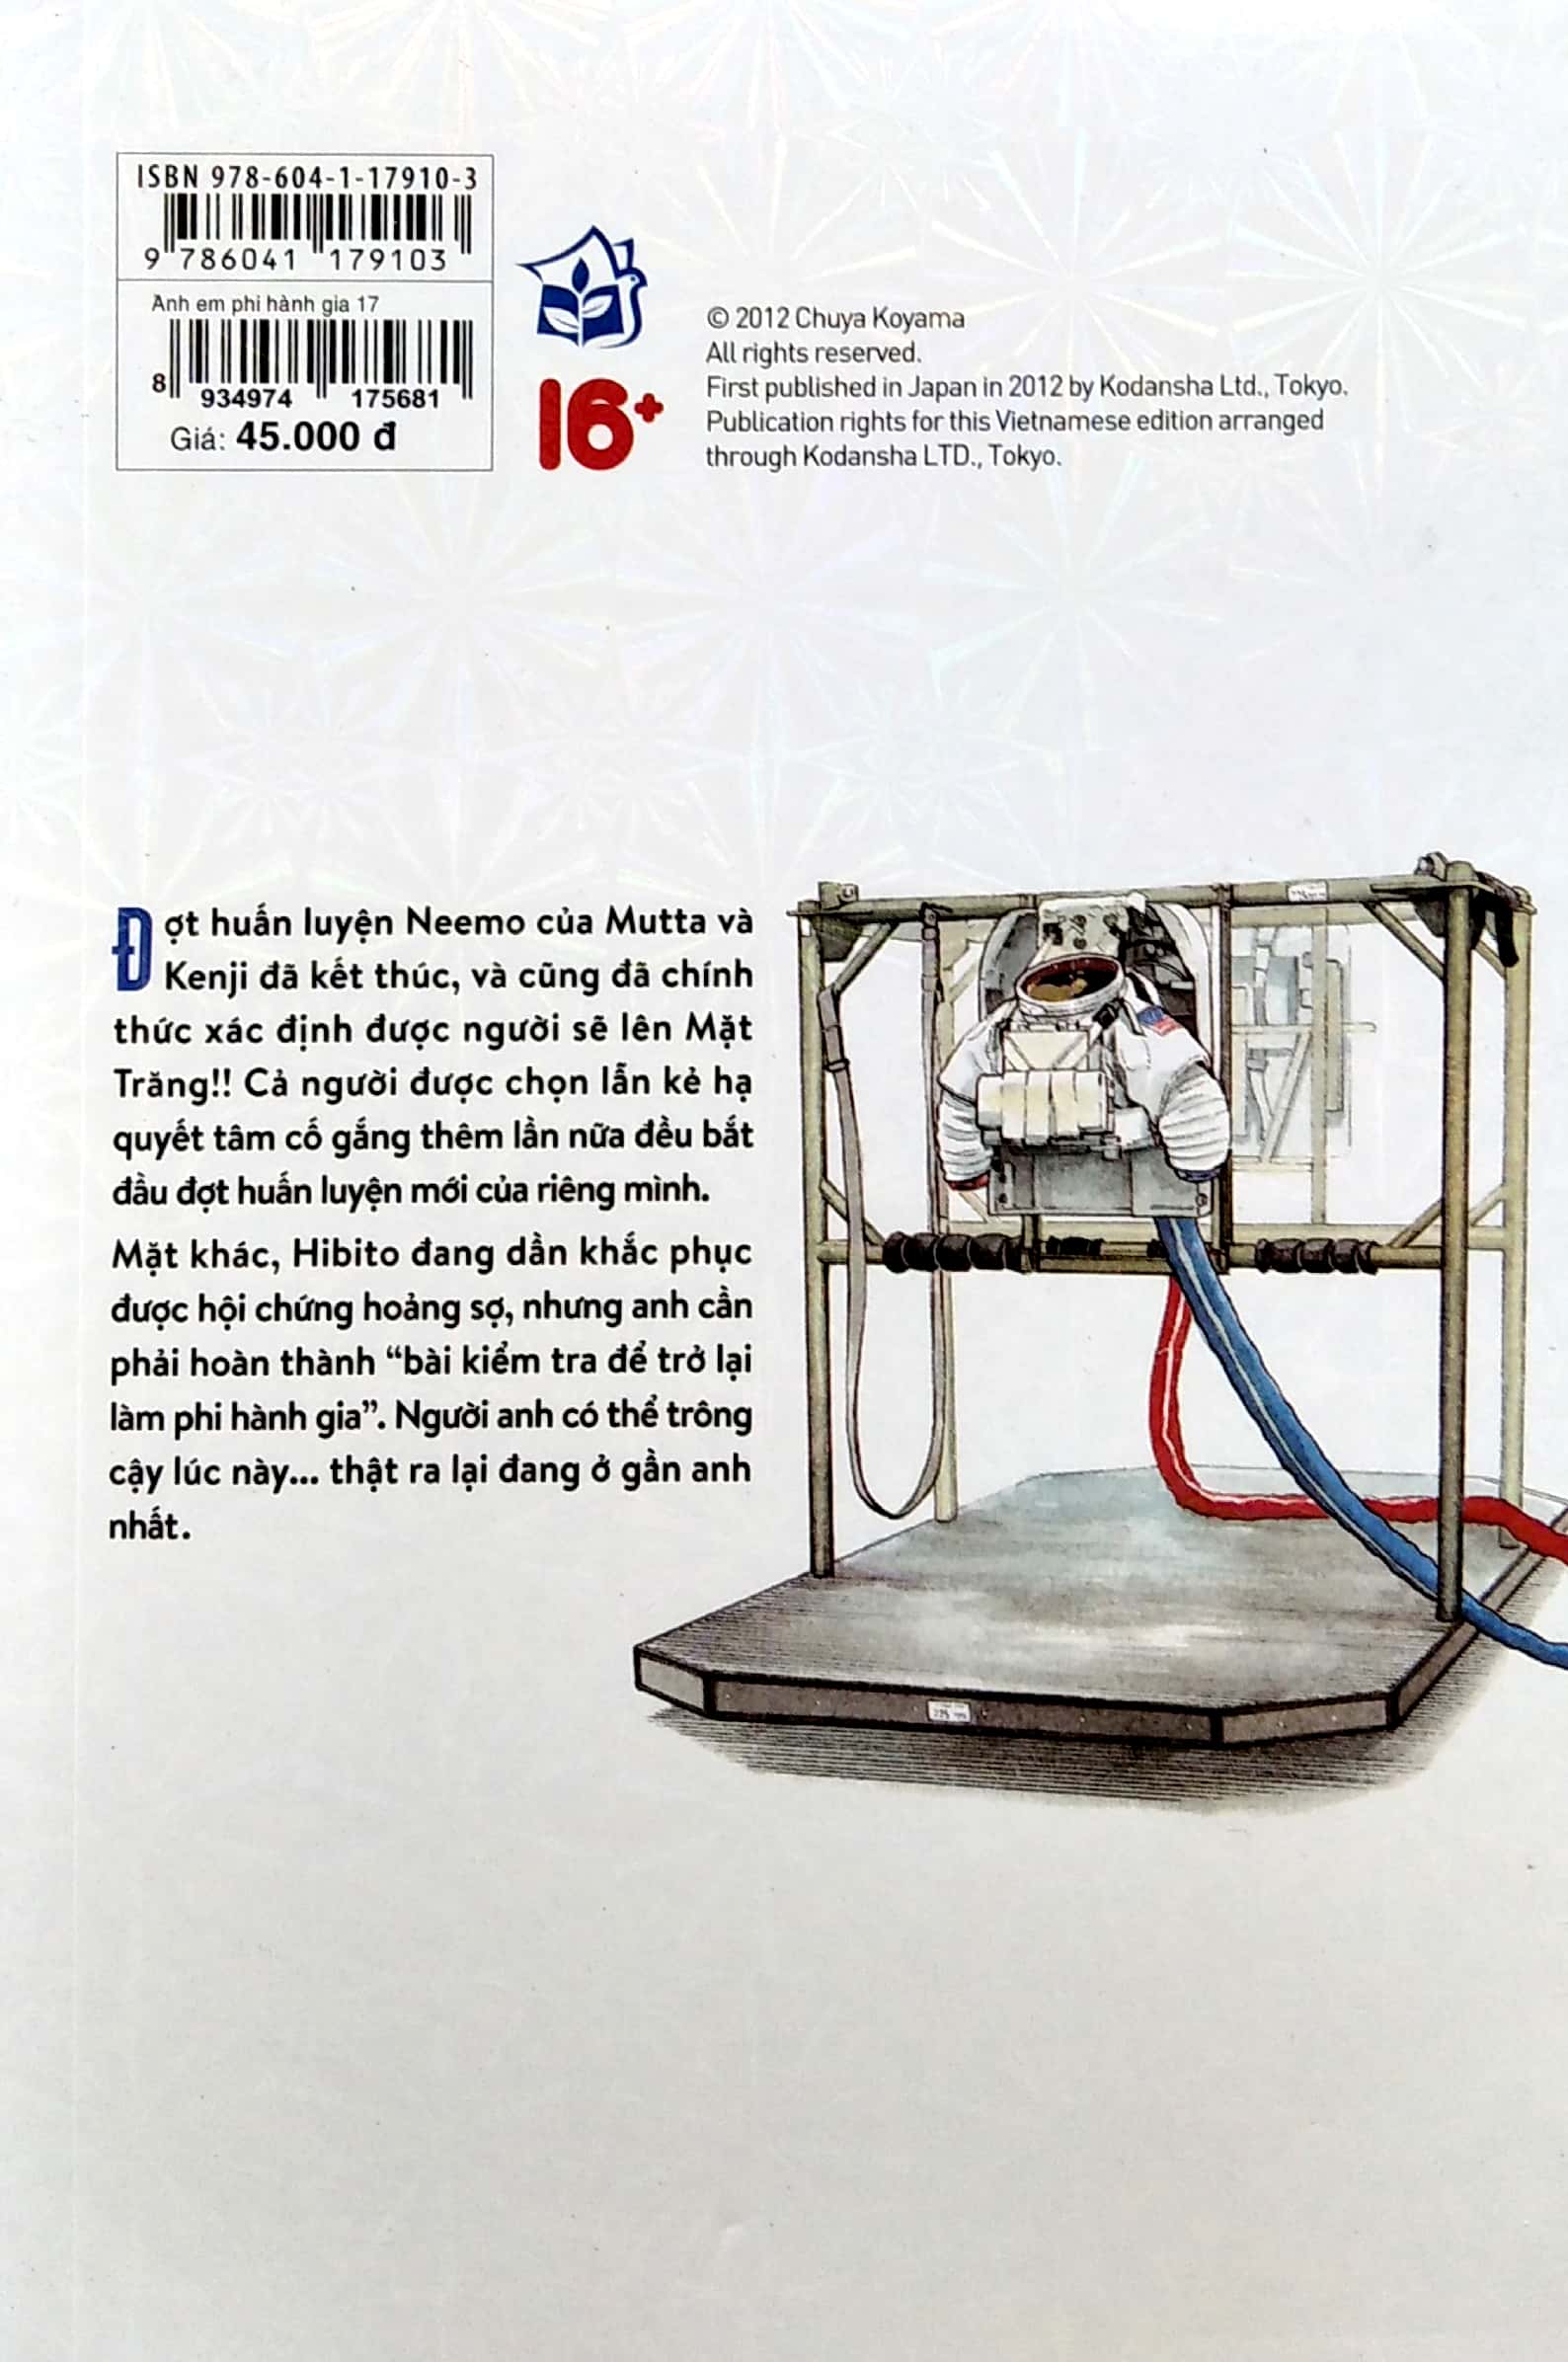 ISBN 978-604-1-17910-3
9 786041 179103
Anh em phi hành gia 17
8 934974 175681
Giá: 45.000 đ
16+
© 2012 Chuya Koyama
All rights reserved.
First published in Japan in 2012 by Kodansha Ltd., Tokyo.
Publication rights for this Vietnamese edition arranged
through Kodansha LTD., Tokyo.
Đợt huấn luyện Neemo của Mutta và
Kenji đã kết thúc, và cũng đã chính
thức xác định được người sẽ lên Mặt
Trăng!! Cả người được chọn lẫn kẻ hạ
quyết tâm cố gắng thêm lần nữa đều bắt
đầu đợt huấn luyện mới của riêng mình.
Mặt khác, Hibito đang dần khắc phục
được hội chứng hoảng sợ, nhưng anh cần
phải hoàn thành “bài kiểm tra để trở lại
làm phi hành gia”. Người anh có thể trông
cậy lúc này... thật ra lại đang ở gần anh
nhất.